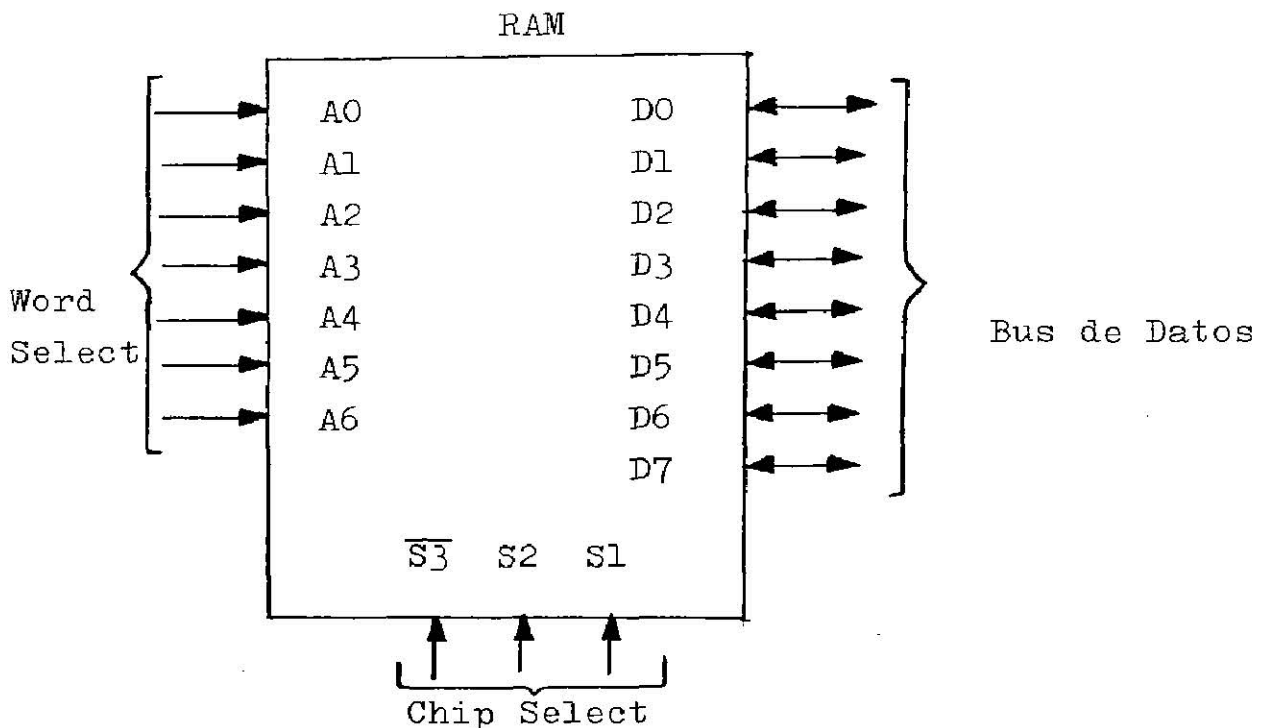 RAM
A0 D0
A1 D1
A2 D2
A3 D3
A4 D4
A5 D5
A6 D6
D7
Word
Select
Bus de Datos
S3 S2 S1
Chip Select